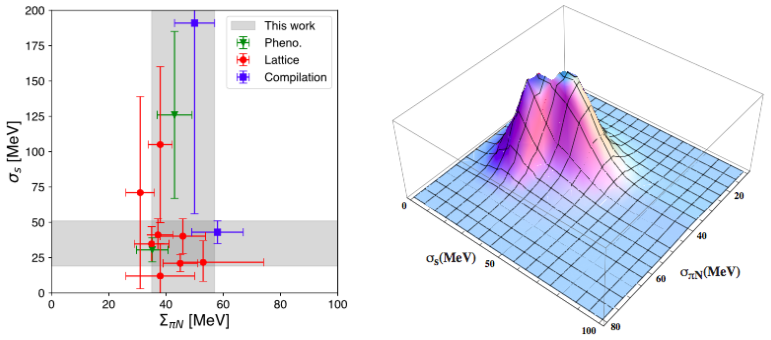 200
175
150
125
100
75
50
25
0
σs [MeV]
0 20 40 60 80 100
ΣπN [MeV]
This work
Pheno.
Lattice
Compilation
0
50
100
σs(MeV)
20
40
60
80
σπN(MeV)